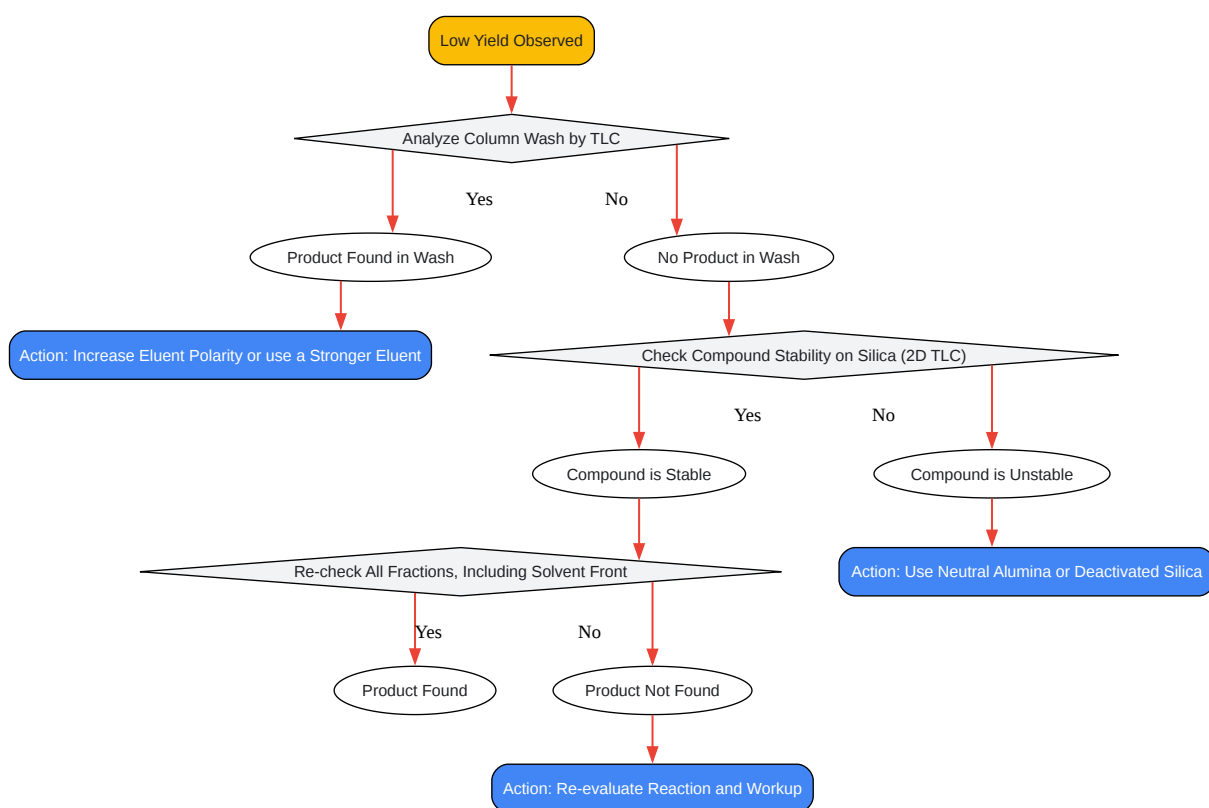 Low Yield Observed
Analyze Column Wash by TLC
Yes
No
Product Found in Wash
No Product in Wash
Action: Increase Eluent Polarity or use a Stronger Eluent
Check Compound Stability on Silica (2D TLC)
Yes
No
Compound is Stable
Compound is Unstable
Re-check All Fractions, Including Solvent Front
Action: Use Neutral Alumina or Deactivated Silica
Yes
No
Product Found
Product Not Found
Action: Re-evaluate Reaction and Workup